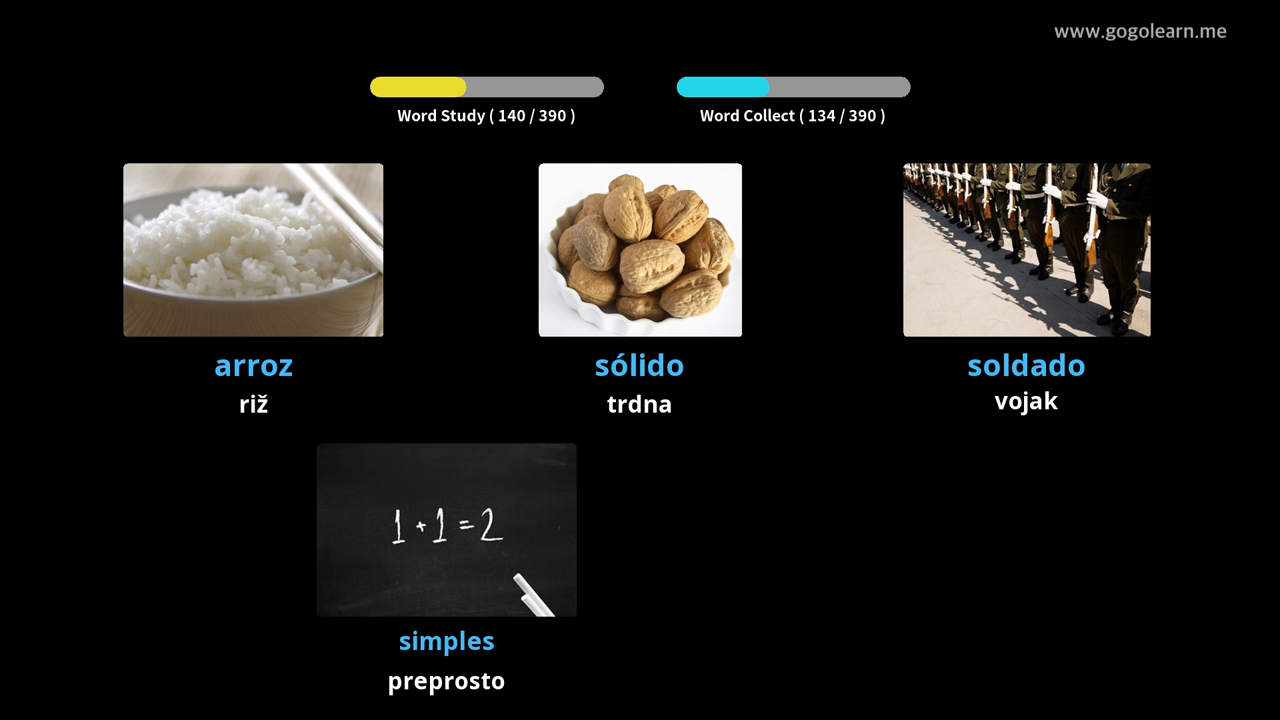 www.gogolearn.me
Word Study ( 140 / 390 )
Word Collect ( 134 / 390 )
arroz
riž
sólido
trdna
soldado
vojak
1 + 1 = 2
simples
preprosto